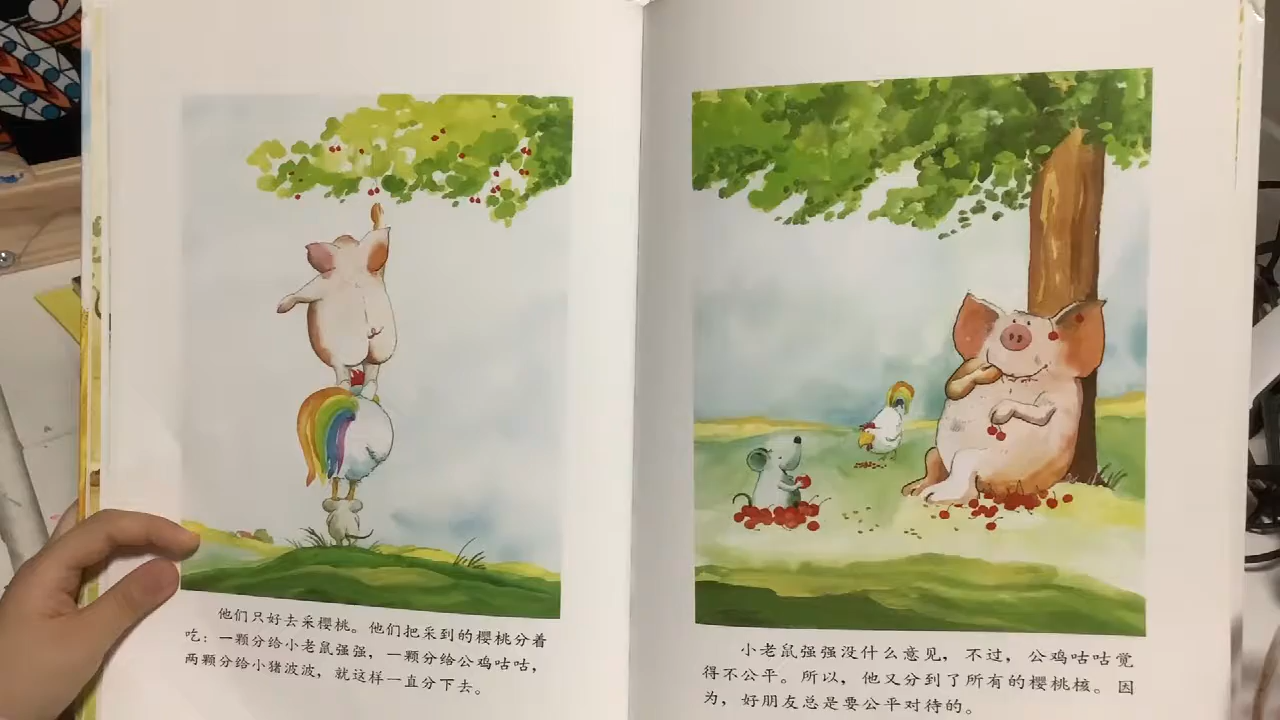 他们只好去采樱桃。他们把采到的樱桃分着
吃：一颗分给小老鼠强强，一颗分给公鸡咕咕，
两颗分给小猪波波，就这样一直分下去。
小老鼠强强没什么意见，不过，公鸡咕咕觉
得不公平。所以，他又分到了所有的樱桃核。因
为，好朋友总是要公平对待的。